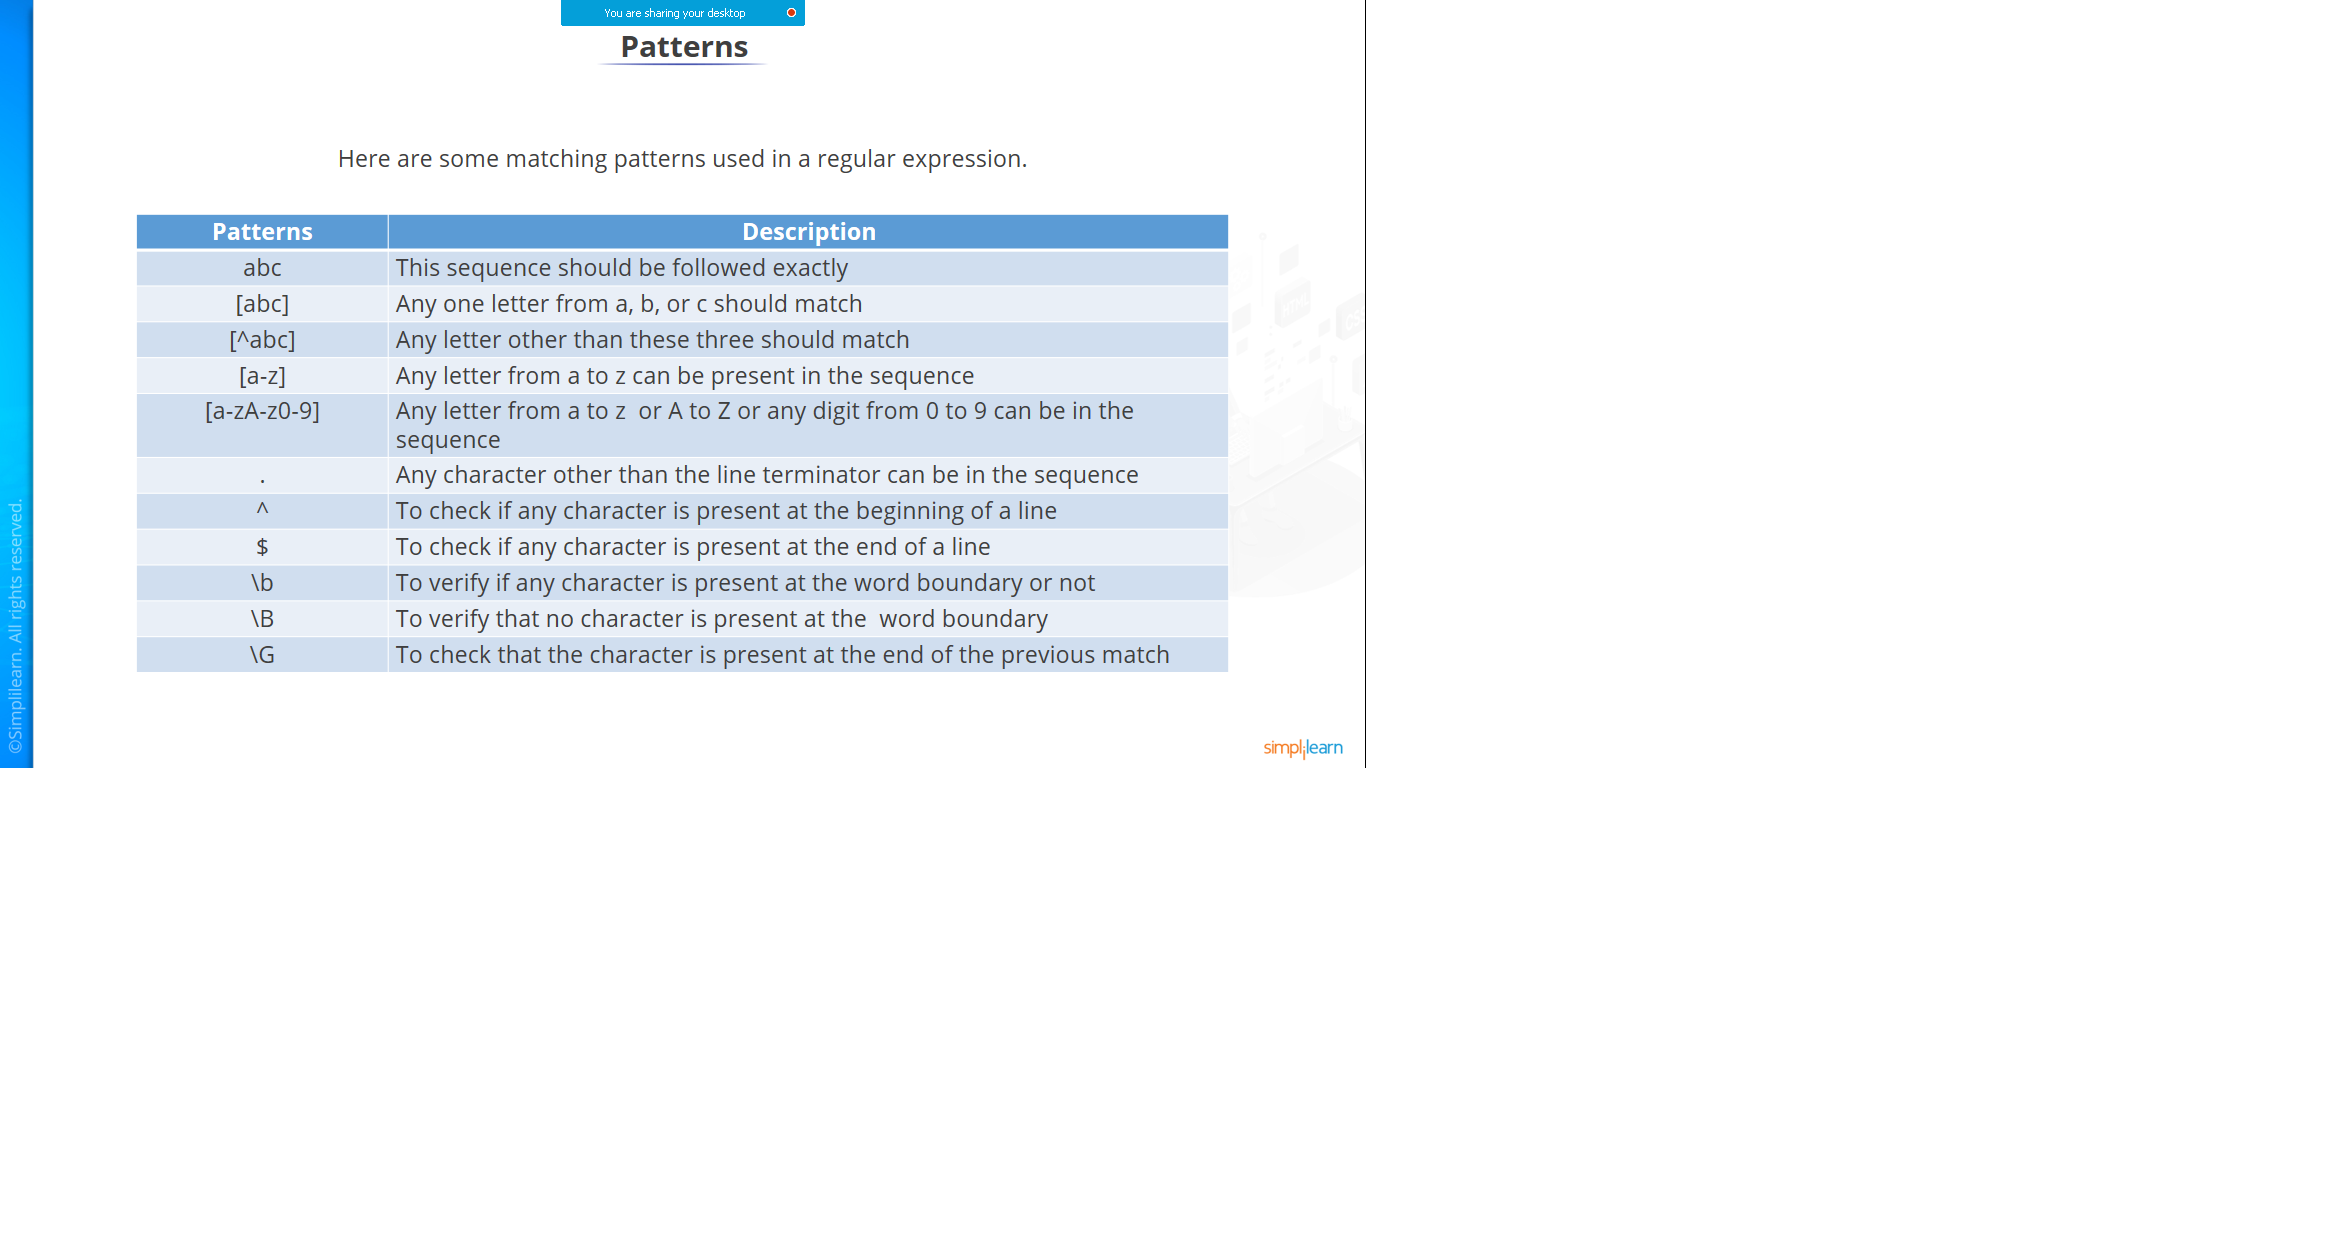 You are sharing your desktop
Patterns
Here are some matching patterns used in a regular expression.
Patterns Description
abc This sequence should be followed exactly
[abc] Any one letter from a, b, or c should match
[^abc] Any letter other than these three should match
[a-z] Any letter from a to z can be present in the sequence
[a-zA-z0-9] Any letter from a to z  or A to Z or any digit from 0 to 9 can be in the
sequence
. Any character other than the line terminator can be in the sequence
^ To check if any character is present at the beginning of a line
$ To check if any character is present at the end of a line
\b To verify if any character is present at the word boundary or not
\B To verify that no character is present at the  word boundary
\G To check that the character is present at the end of the previous match
©Simplilearn. All rights reserved.
simplilearn